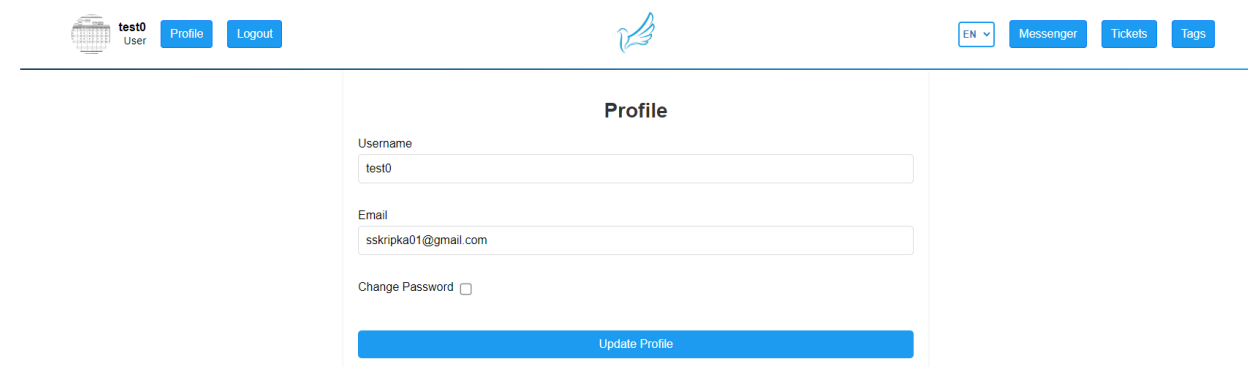 test0
User
Profile
Logout
EN
Messenger
Tickets
Tags
Profile
Username
test0
Email
sskripka01@gmail.com
Change Password
Update Profile